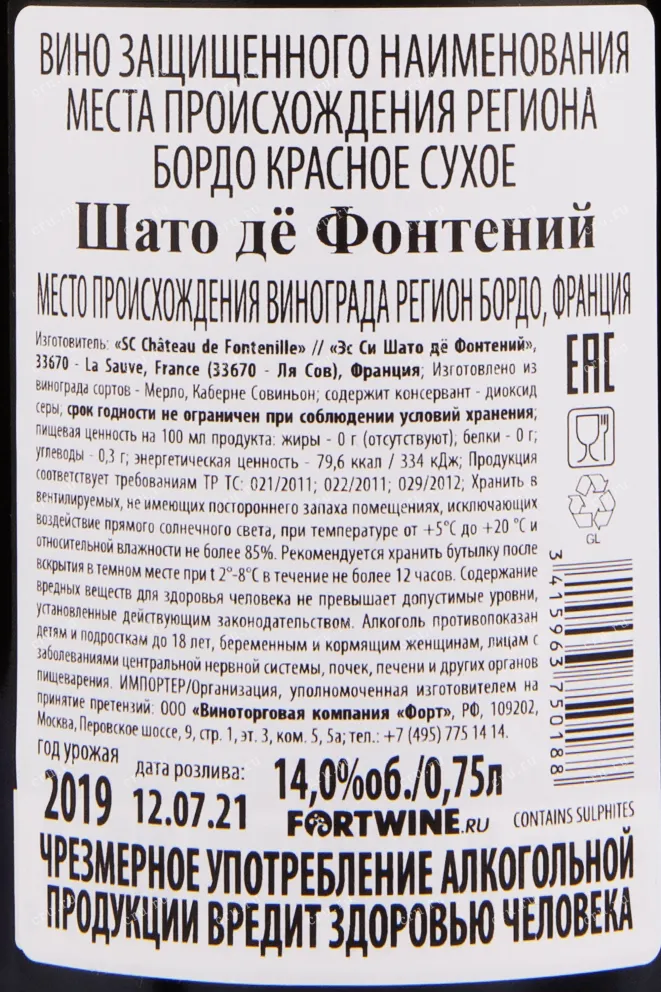 ВИНО ЗАЩИЩЕННОГО НАИМЕНОВАНИЯ
МЕСТА ПРОИСХОЖДЕНИЯ РЕГИОНА
БОРДО КРАСНОЕ СУХОЕ
Шато дё Фонтений
МЕСТО ПРОИСХОЖДЕНИЯ ВИНОГРАДА РЕГИОН БОРДО, ФРАНЦИЯ
Изготовитель: «SC Château de Fontenille» // «Эс Си Шато дё Фонтений»,
33670 - La Sauve, France (33670 - Ля Сов), Франция; Изготовлено из
винограда сортов - Мерло, Каберне Совиньон; содержит консервант - диоксид
серы; срок годности не ограничен при соблюдении условий хранения;
пищевая ценность на 100 мл продукта: жиры - 0 г (отсутствуют); белки - 0 г;
углеводы - 0,3 г; энергетическая ценность - 79,6 ккал / 334 кДж; Продукция
соответствует требованиям ТР ТС: 021/2011; 022/2011; 029/2012; Хранить в
вентилируемых, не имеющих постороннего запаха помещениях, исключающих
воздействие прямого солнечного света, при температуре от +5°C до +20 °C и
относительной влажности не более 85%. Рекомендуется хранить бутылку после
вскрытия в темном месте при t 2°-8°C в течение не более 12 часов. Содержание
вредных веществ для здоровья человека не превышает допустимые уровни,
установленные действующим законодательством. Алкоголь противопоказан
детям и подросткам до 18 лет, беременным и кормящим женщинам, лицам с
заболеваниями центральной нервной системы, почек, печени и других органов
пищеварения. ИМПОРТЕР/Организация, уполномоченная изготовителем на
принятие претензий: ООО «Виноторговая компания «Форт», РФ, 109202,
Москва, Перовское шоссе, 9, стр. 1, эт. 3, ком. 5, 5а; тел.: +7 (495) 775 14 14.
ЕАС
GL
3 415963 750188
год урожая
2019
дата розлива:
12.07.21
14,0%об./0,75л
FORTWINE.RU
CONTAINS SULPHITES
ЧРЕЗМЕРНОЕ УПОТРЕБЛЕНИЕ АЛКОГОЛЬНОЙ
ПРОДУКЦИИ ВРЕДИТ ЗДОРОВЬЮ ЧЕЛОВЕКА